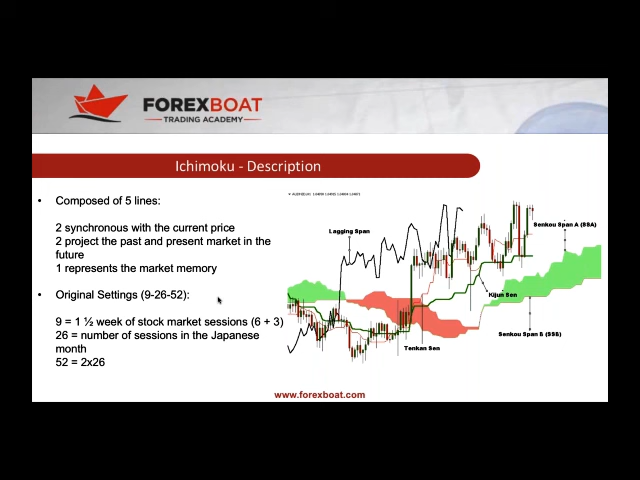 FOREXBOAT
TRADING ACADEMY
Ichimoku - Description
• Composed of 5 lines:
2 synchronous with the current price
2 project the past and present market in the
future
1 represents the market memory
• Original Settings (9-26-52):
9 = 1 ½ week of stock market sessions (6 + 3)
26 = number of sessions in the Japanese
month
52 = 2x26
Lagging Span
Senkou Span A (SSA)
Kijun Sen
Senkou Span B (SSB)
Tenkan Sen
www.forexboat.com